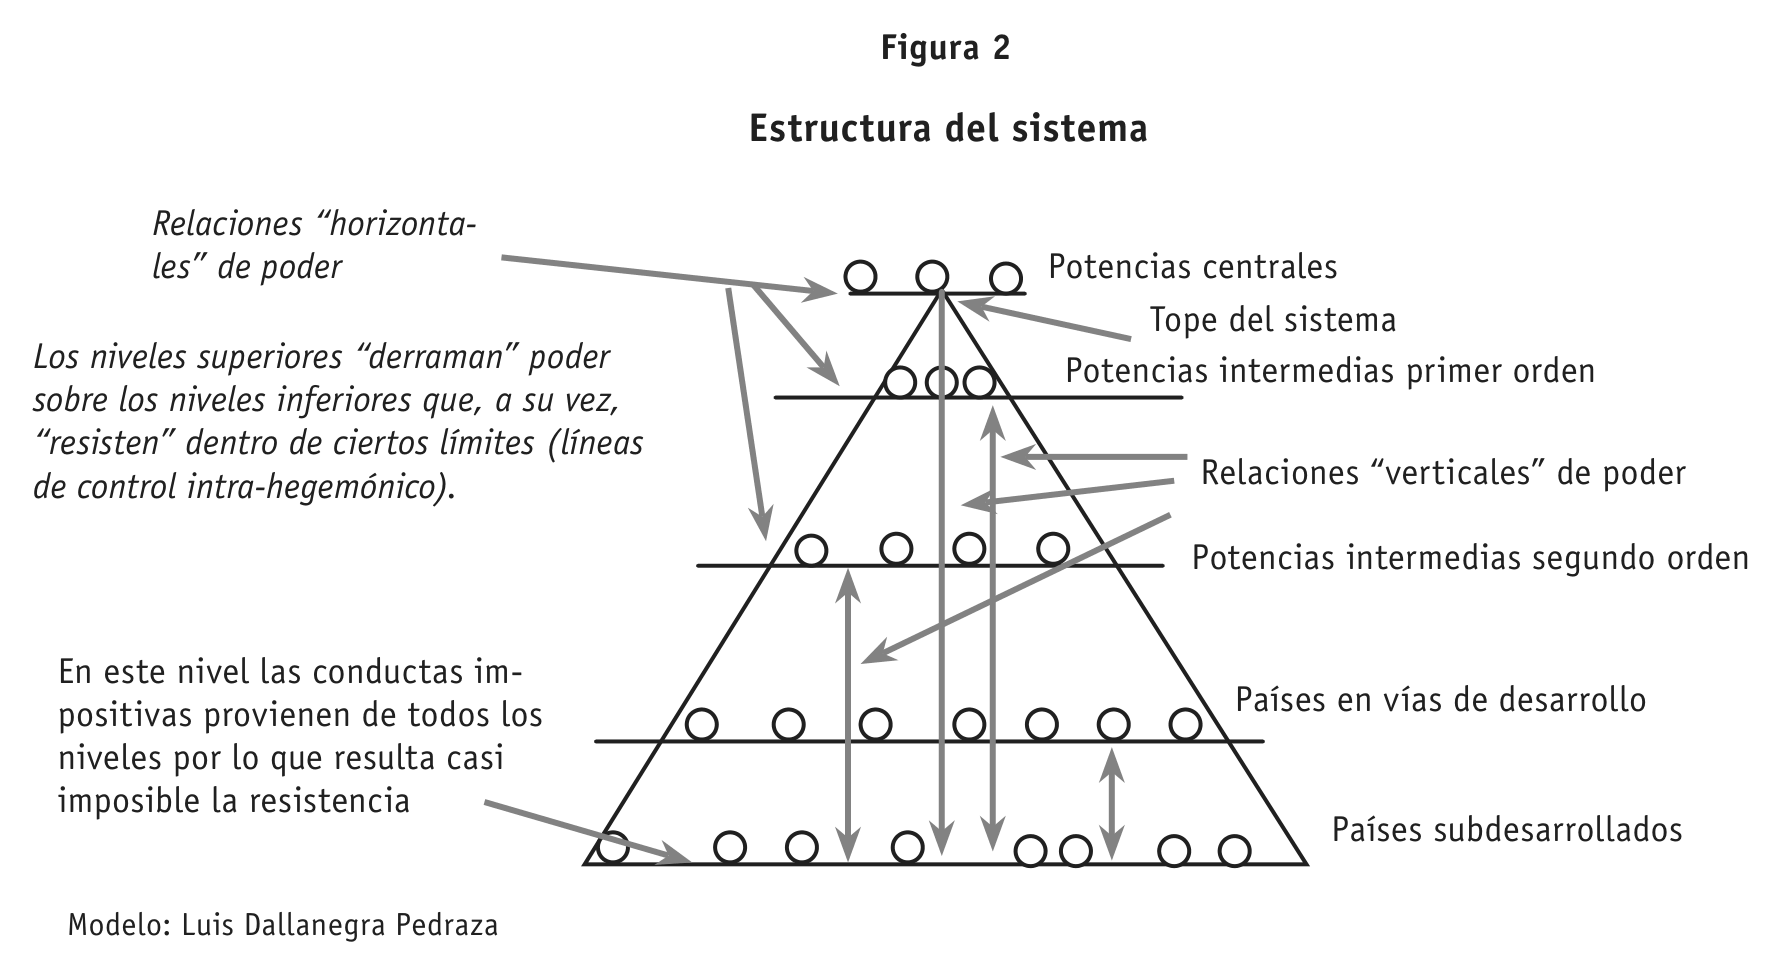 Figura 2
Estructura del sistema
Relaciones “horizonta-
les” de poder
Potencias centrales
Tope del sistema
Los niveles superiores “derraman” poder
sobre los niveles inferiores que, a su vez,
“resisten” dentro de ciertos límites (líneas
de control intra-hegemónico).
Potencias intermedias primer orden
Relaciones “verticales” de poder
Potencias intermedias segundo orden
En este nivel las conductas im-
positivas provienen de todos los
niveles por lo que resulta casi
imposible la resistencia
Países en vías de desarrollo
Países subdesarrollados
Modelo: Luis Dallanegra Pedraza